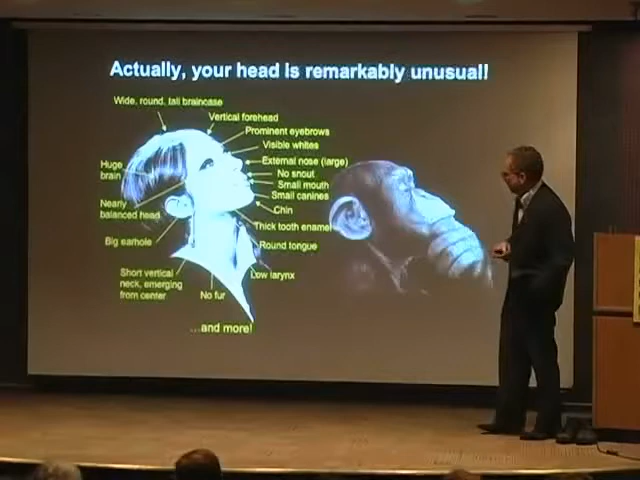 Actually, your head is remarkably unusual!
Wide, round, tall braincase
Vertical forehead
Prominent eyebrows
Visible whites
External nose (large)
No snout
Small mouth
Small canines
Chin
Thick tooth enamel
Round tongue
Low larynx
Huge
brain
Nearly
balanced head
Big earhole
Short vertical
neck, emerging
from center
No fur
...and more!